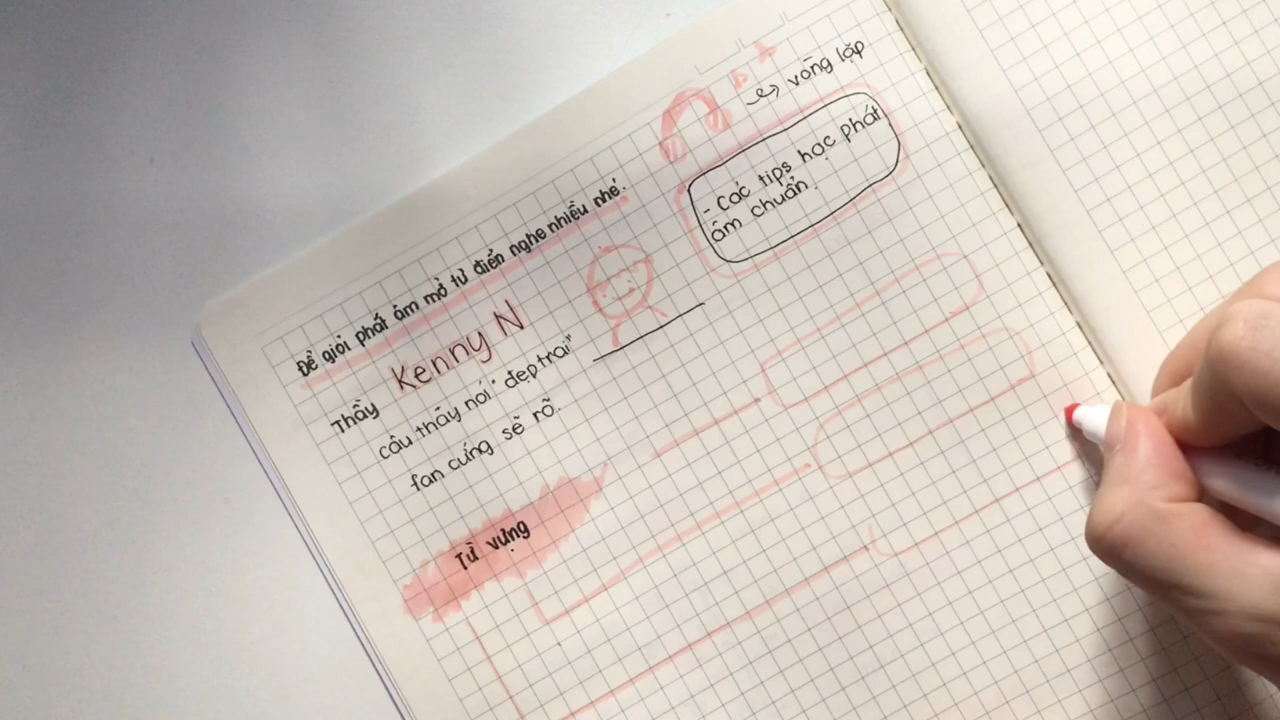 vòng lặp
- Các tips học phát
âm chuẩn.
Để giỏi phát âm mở từ điển nghe nhiều nhé.
Thầy Kenny N
câu thầy nói "đẹp trai"
fan cứng sẽ rõ.
Từ vựng